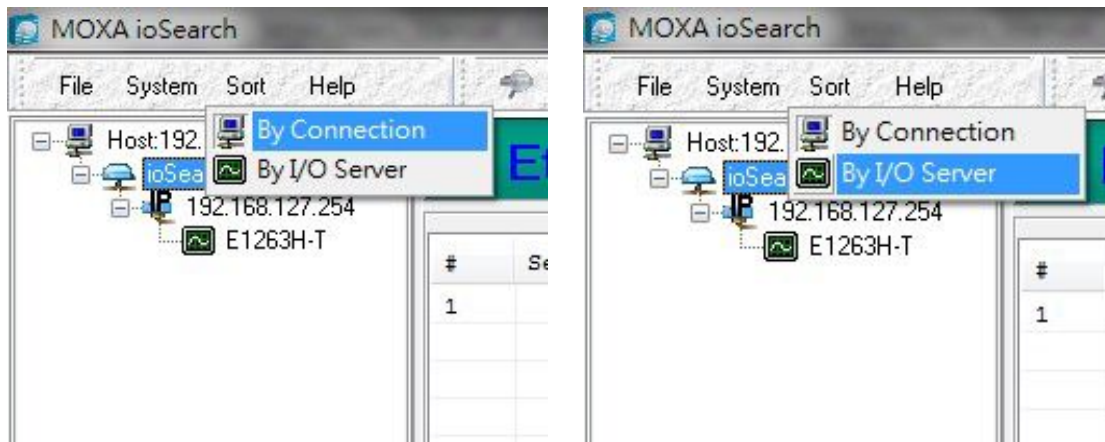 MOXA ioSearch
File System Sort Help
By Connection
Host:192.
By I/O Server
ioSea
192.168.127.254
E1263H-T
#
1
MOXA ioSearch
File System Sort Help
By Connection
Host:192.
By I/O Server
ioSea
192.168.127.254
E1263H-T
#
1